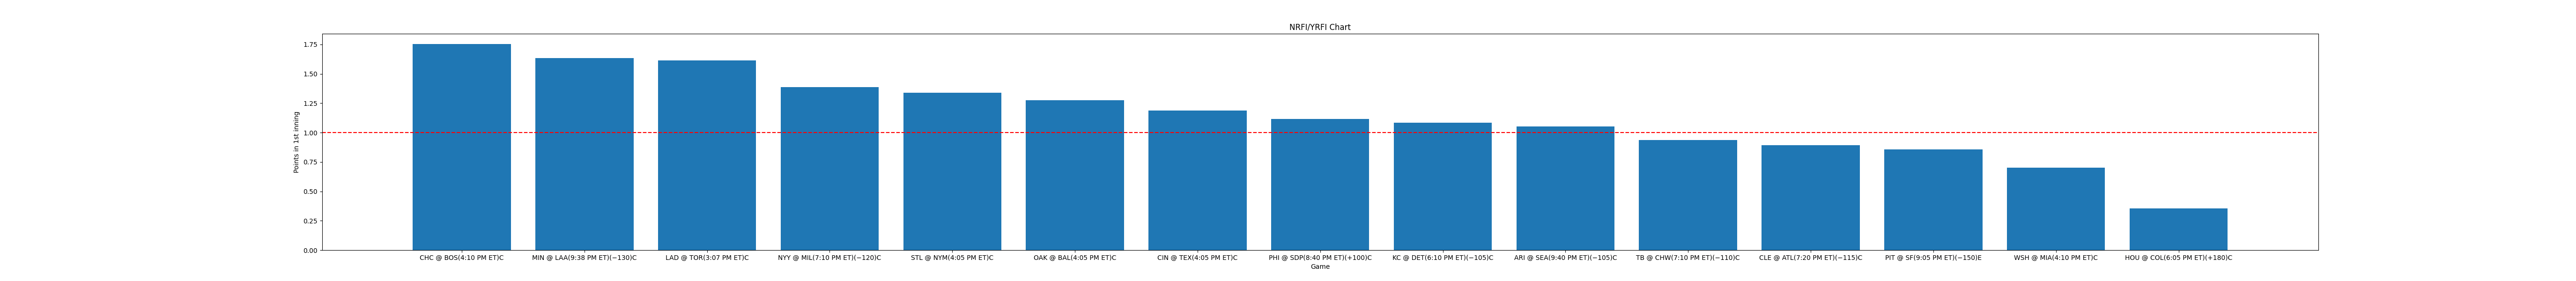 NRFI/YRFI Chart
Points in 1st inning
1.75
1.50
1.25
1.00
0.75
0.50
0.25
0.00
CHC @ BOS(4:10 PM ET)C
MIN @ LAA(9:38 PM ET)(−130)C
LAD @ TOR(3:07 PM ET)C
NYY @ MIL(7:10 PM ET)(−120)C
STL @ NYM(4:05 PM ET)C
OAK @ BAL(4:05 PM ET)C
CIN @ TEX(4:05 PM ET)C
PHI @ SDP(8:40 PM ET)(+100)C
KC @ DET(6:10 PM ET)(−105)C
ARI @ SEA(9:40 PM ET)(−105)C
TB @ CHW(7:10 PM ET)(−110)C
CLE @ ATL(7:20 PM ET)(−115)C
PIT @ SF(9:05 PM ET)(−150)E
WSH @ MIA(4:10 PM ET)C
HOU @ COL(6:05 PM ET)(+180)C
Game